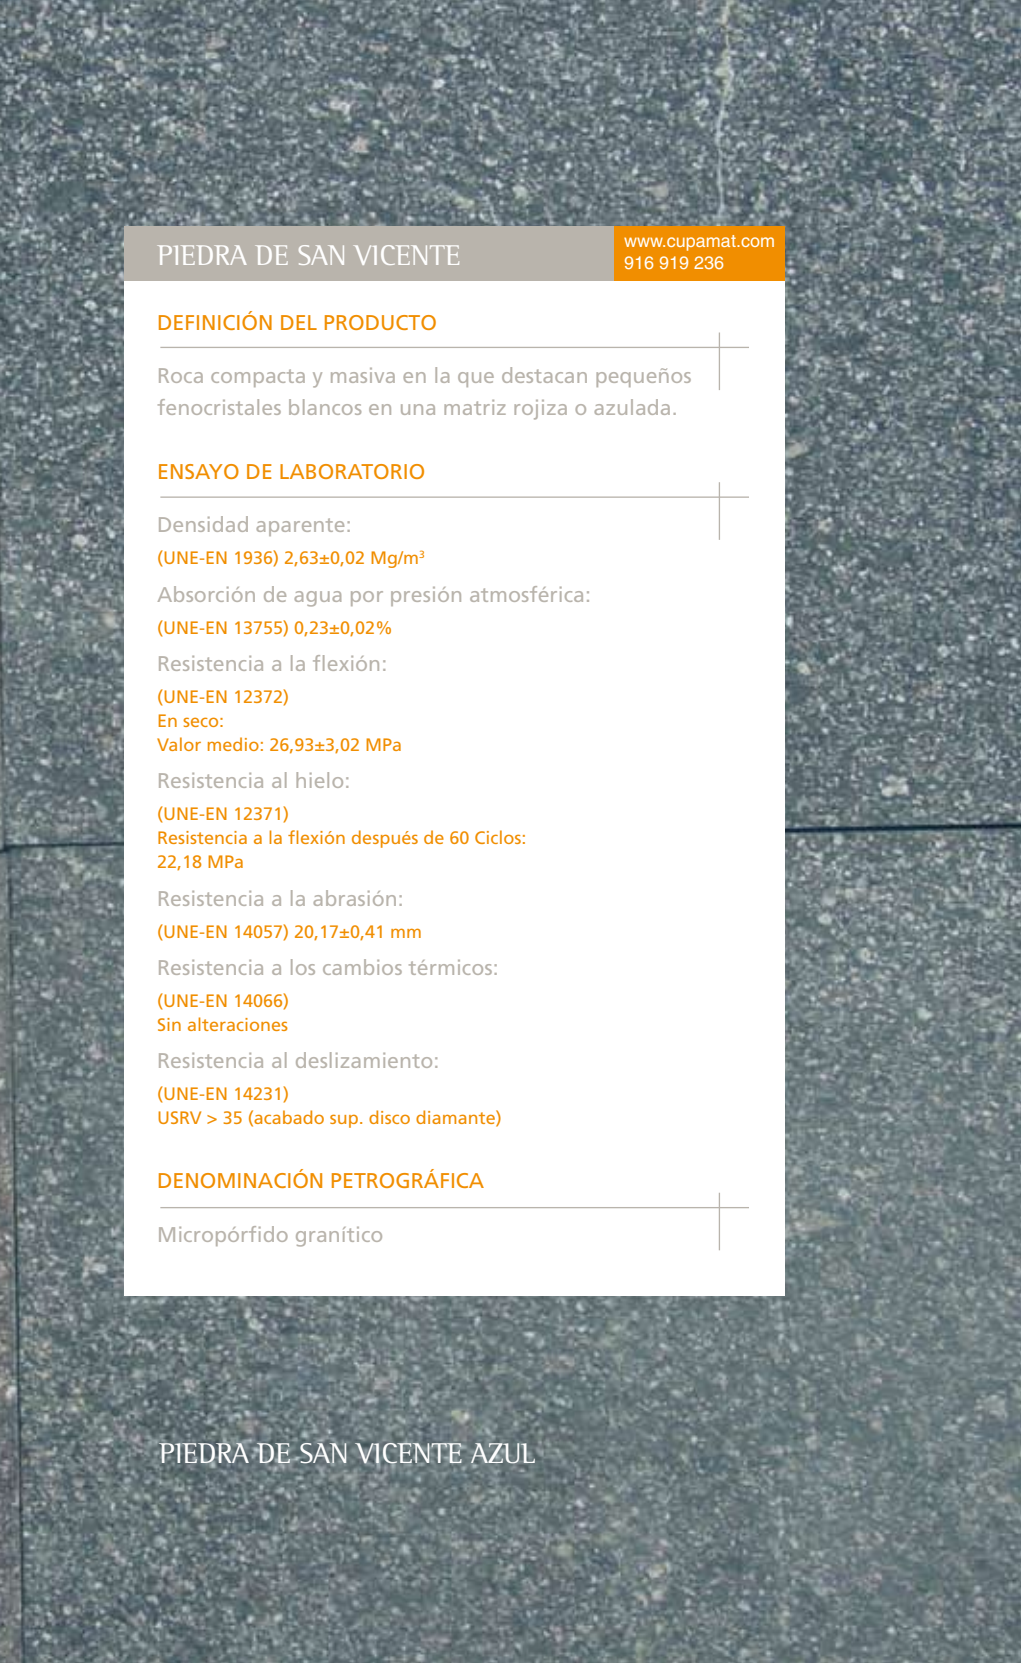 PIEDRA DE SAN VICENTE
www.cupamat.com
916 919 236
DEFINICIÓN DEL PRODUCTO
Roca compacta y masiva en la que destacan pequeños
fenocristales blancos en una matriz rojiza o azulada.
ENSAYO DE LABORATORIO
Densidad aparente:
(UNE-EN 1936) 2,63±0,02 Mg/m³
Absorción de agua por presión atmosférica:
(UNE-EN 13755) 0,23±0,02%
Resistencia a la flexión:
(UNE-EN 12372)
En seco:
Valor medio: 26,93±3,02 MPa
Resistencia al hielo:
(UNE-EN 12371)
Resistencia a la flexión después de 60 Ciclos:
22,18 MPa
Resistencia a la abrasión:
(UNE-EN 14057) 20,17±0,41 mm
Resistencia a los cambios térmicos:
(UNE-EN 14066)
Sin alteraciones
Resistencia al deslizamiento:
(UNE-EN 14231)
USRV > 35 (acabado sup. disco diamante)
DENOMINACIÓN PETROGRÁFICA
Micropórfido granítico
PIEDRA DE SAN VICENTE AZUL